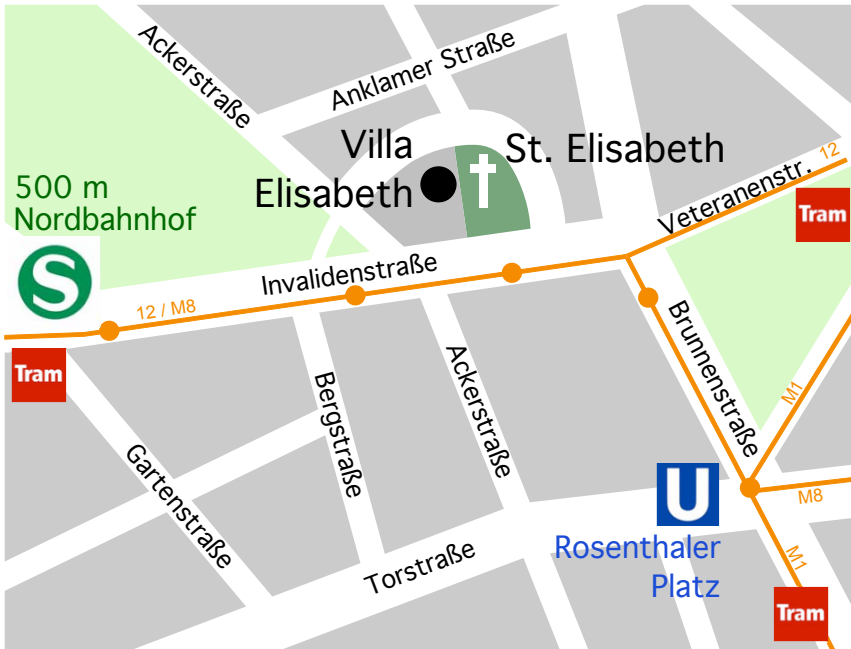 Ackerstraße
Anklamer Straße
Villa
Elisabeth
St. Elisabeth
12
Veteranenstr.
Tram
500 m
Nordbahnhof
S
Invalidenstraße
12 / M8
Tram
Brunnenstraße
Bergstraße
Ackerstraße
M1
Gartenstraße
U
M8
Rosenthaler
Platz
Torstraße
M1
Tram